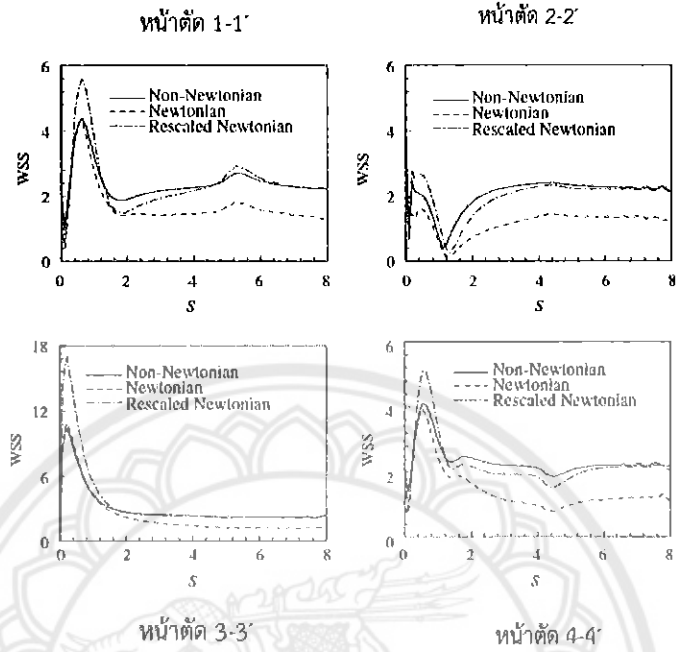 หน้าตัด 1-1′
หน้าตัด 2-2′
6
4
2
0
WSS
Non-Newtonian
Newtonian
Rescaled Newtonian
0 2 4 6 8
S
6
4
2
0
WSS
Non-Newtonian
Newtonian
Rescaled Newtonian
0 2 4 6 8
S
18
12
6
0
WSS
Non-Newtonian
Newtonian
Rescaled Newtonian
0 2 4 6 8
S
6
4
2
0
WSS
Non-Newtonian
Newtonian
Rescaled Newtonian
0 2 4 6 8
S
หน้าตัด 3-3′
หน้าตัด 4-4′